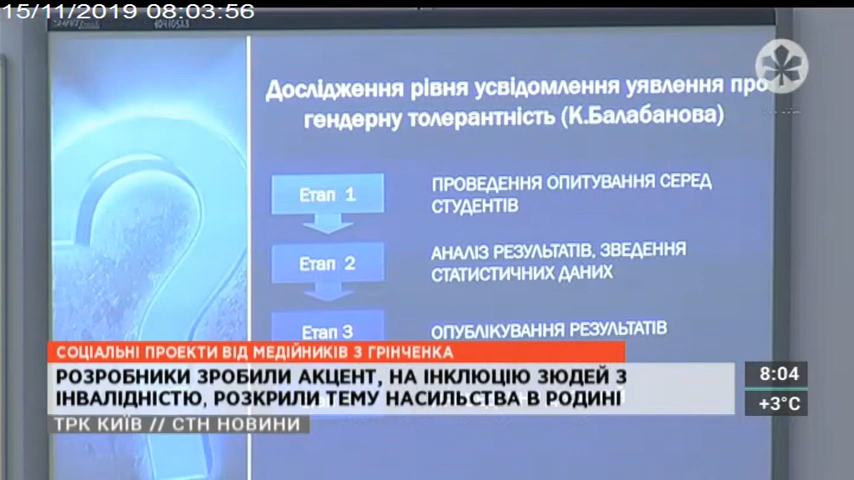 15/11/2019 08:03:56
Дослідження рівня усвідомлення уявлення про
гендерну толерантність (К.Балабанова)
Етап 1
ПРОВЕДЕННЯ ОПИТУВАННЯ СЕРЕД
СТУДЕНТІВ
Етап 2
АНАЛІЗ РЕЗУЛЬТАТІВ, ЗВЕДЕННЯ
СТАТИСТИЧНИХ ДАНИХ
Етап 3
ОПУБЛІКУВАННЯ РЕЗУЛЬТАТІВ
СОЦІАЛЬНІ ПРОЕКТИ ВІД МЕДІЙНИКІВ З ГРІНЧЕНКА
РОЗРОБНИКИ ЗРОБИЛИ АКЦЕНТ, НА ІНКЛЮЦІЮ ЗЮДЕЙ З
ІНВАЛІДНІСТЮ, РОЗКРИЛИ ТЕМУ НАСИЛЬСТВА В РОДИНІ
8:04
+3°C
ТРК КИЇВ // СТН НОВИНИ